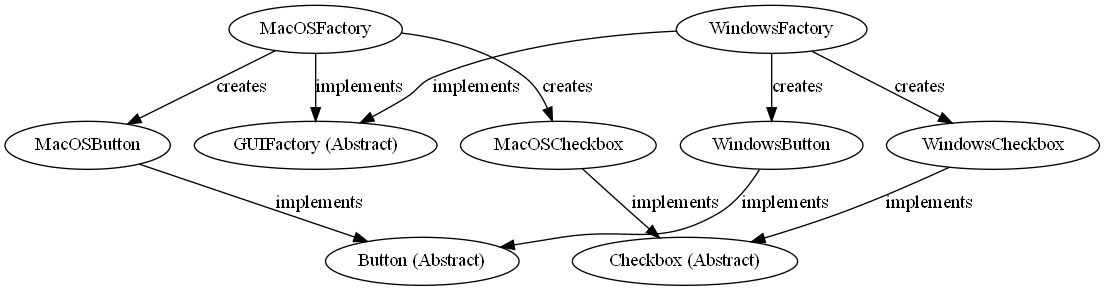 MacOSFactory
WindowsFactory
creates
implements
implements
creates
creates
creates
MacOSButton
GUIFactory (Abstract)
MacOSCheckbox
WindowsButton
WindowsCheckbox
implements
implements
implements
implements
Button (Abstract)
Checkbox (Abstract)